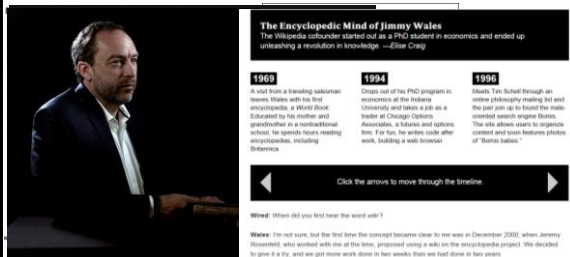 The Encyclopedic Mind of Jimmy Wales
The Wikipedia cofounder started out as a PhD student in economics and ended up
unleashing a revolution in knowledge. —Elise Craig
1969
A visit from a traveling salesman
leaves Wales with his first
encyclopedia, a World Book.
Educated by his mother and
grandmother in a nontraditional
school, he spends hours reading
encyclopedias, including
Britannica.
1994
Drops out of his PhD program in
economics at the Indiana
University and takes a job as a
trader at Chicago Options
Associates, a futures and options
firm. For fun, he writes code after
work, building a web browser.
1996
Meets Tim Schell through an
online philosophy mailing list and
the pair join up to found the male-
oriented search engine Bomis.
The site allows users to organize
content and soon features photos
of "Bomis babes."
Click the arrows to move through the timeline.
Wired: When did you first hear the word wiki?
Wales: I'm not sure, but the first time the concept became clear to me was in December 2000, when Jeremy
Rosenfeld, who worked with me at the time, proposed using a wiki on the encyclopedia project. We decided
to give it a try, and we got more work done in two weeks than we had done in two years